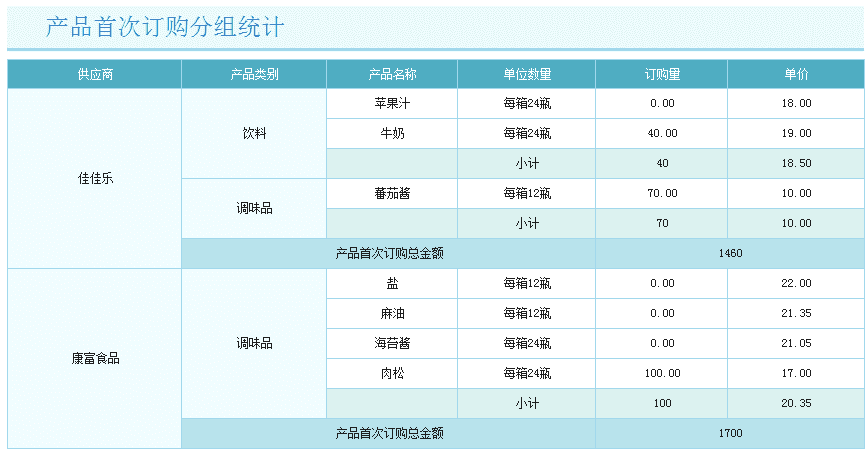 产品首次订购分组统计
供应商 产品类别 产品名称 单位数量 订购量 单价
佳佳乐 饮料 苹果汁 每箱24瓶 0.00 18.00
牛奶 每箱24瓶 40.00 19.00
小计 40 18.50
调味品 蕃茄酱 每箱12瓶 70.00 10.00
小计 70 10.00
产品首次订购总金额 1460
康富食品 调味品 盐 每箱12瓶 0.00 22.00
麻油 每箱12瓶 0.00 21.35
海苔酱 每箱24瓶 0.00 21.05
肉松 每箱24瓶 100.00 17.00
小计 100 20.35
产品首次订购总金额 1700